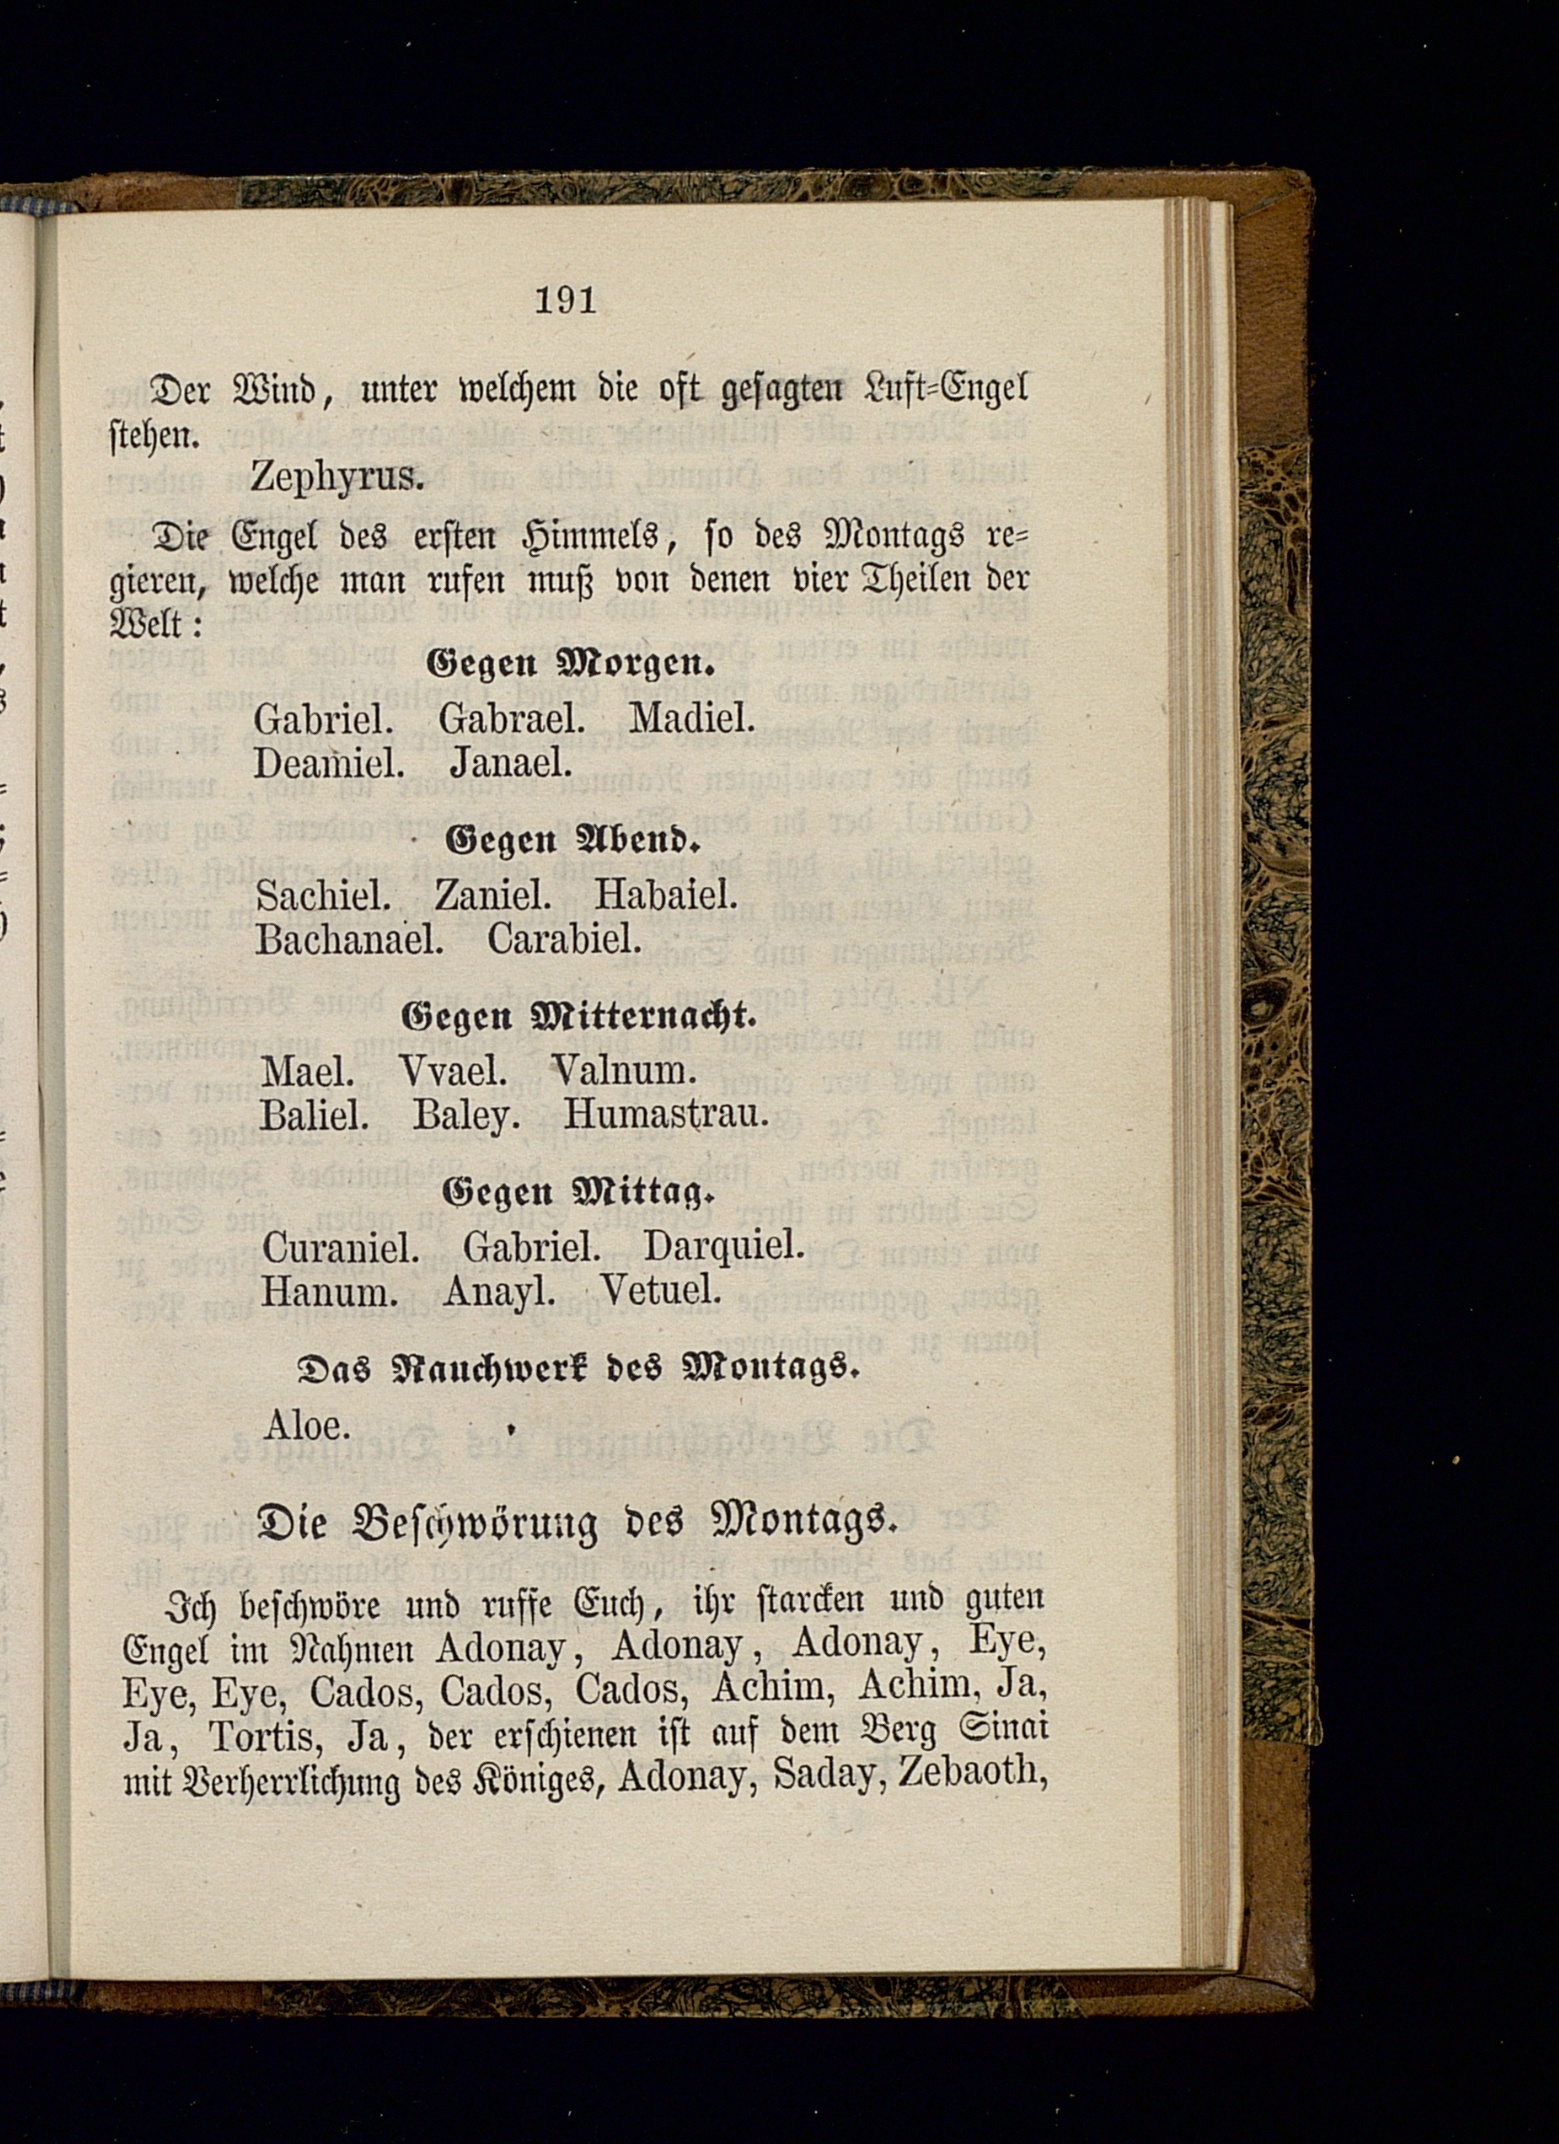 191
Der Wind, unter welchem die oft gesagten Luft-Engel
stehen.
Zephyrus.
Die Engel des ersten Himmels, so des Montags re-
gieren, welche man rufen muß von denen vier Theilen der
Welt:
Gegen Morgen.
Gabriel. Gabrael. Madiel.
Deamiel. Janael.
Gegen Abend.
Sachiel. Zaniel. Habaiel.
Bachanael. Carabiel.
Gegen Mitternacht.
Mael. Vvael. Valnum.
Baliel. Baley. Humastrau.
Gegen Mittag.
Curaniel. Gabriel. Darquiel.
Hanum. Anayl. Vetuel.
Das Rauchwerk des Montags.
Aloe.
Die Beschwörung des Montags.
Ich beschwöre und ruffe Euch, ihr starcken und guten
Engel im Nahmen Adonay, Adonay, Adonay, Eye,
Eye, Eye, Cados, Cados, Cados, Achim, Achim, Ja,
Ja, Tortis, Ja, der erschienen ist auf dem Berg Sinai
mit Verherrlichung des Königes, Adonay, Saday, Zebaoth,